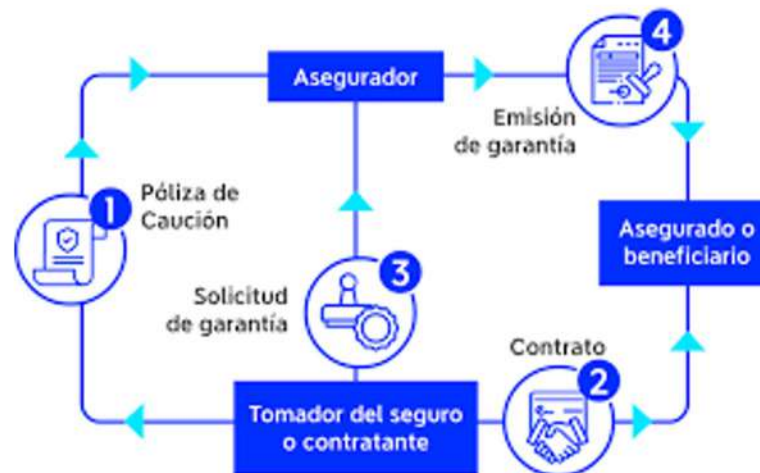 4
Asegurador
Emisión
de garantía
1
Póliza de
Caución
Asegurado o
beneficiario
3
Solicitud
de garantía
Contrato
2
Tomador del seguro
o contratante